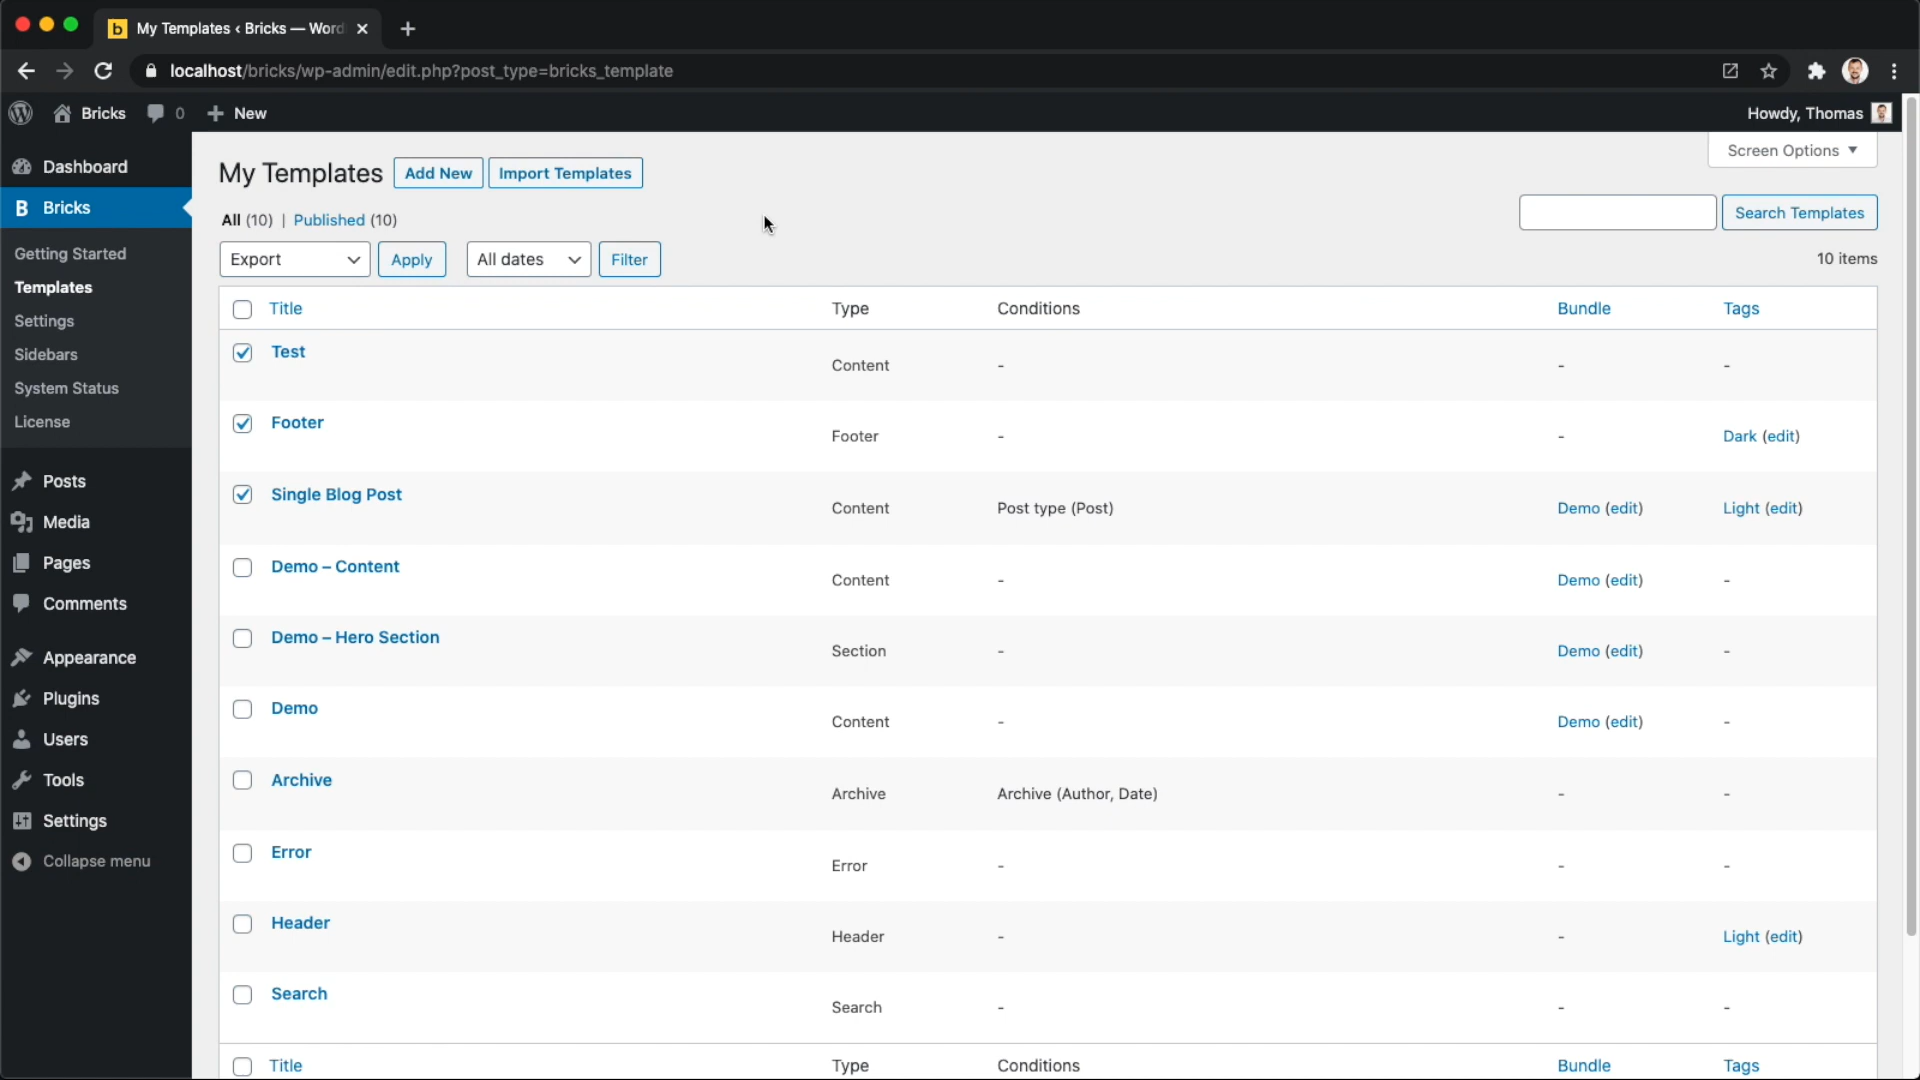 My Templates ‹ Bricks — Word
localhost/bricks/wp-admin/edit.php?post_type=bricks_template
Bricks 0 New Howdy, Thomas
Dashboard
Bricks
Getting Started
Templates
Settings
Sidebars
System Status
License
Posts
Media
Pages
Comments
Appearance
Plugins
Users
Tools
Settings
Collapse menu
Screen Options
My Templates Add New Import Templates
All (10) | Published (10)
Search Templates
Export Apply All dates Filter 10 items
Title Type Conditions Bundle Tags
Test Content - - -
Footer Footer - - Dark (edit)
Single Blog Post Content Post type (Post) Demo (edit) Light (edit)
Demo – Content Content - Demo (edit) -
Demo – Hero Section Section - Demo (edit) -
Demo Content - Demo (edit) -
Archive Archive Archive (Author, Date) - -
Error Error - - -
Header Header - - Light (edit)
Search Search - - -
Title Type Conditions Bundle Tags